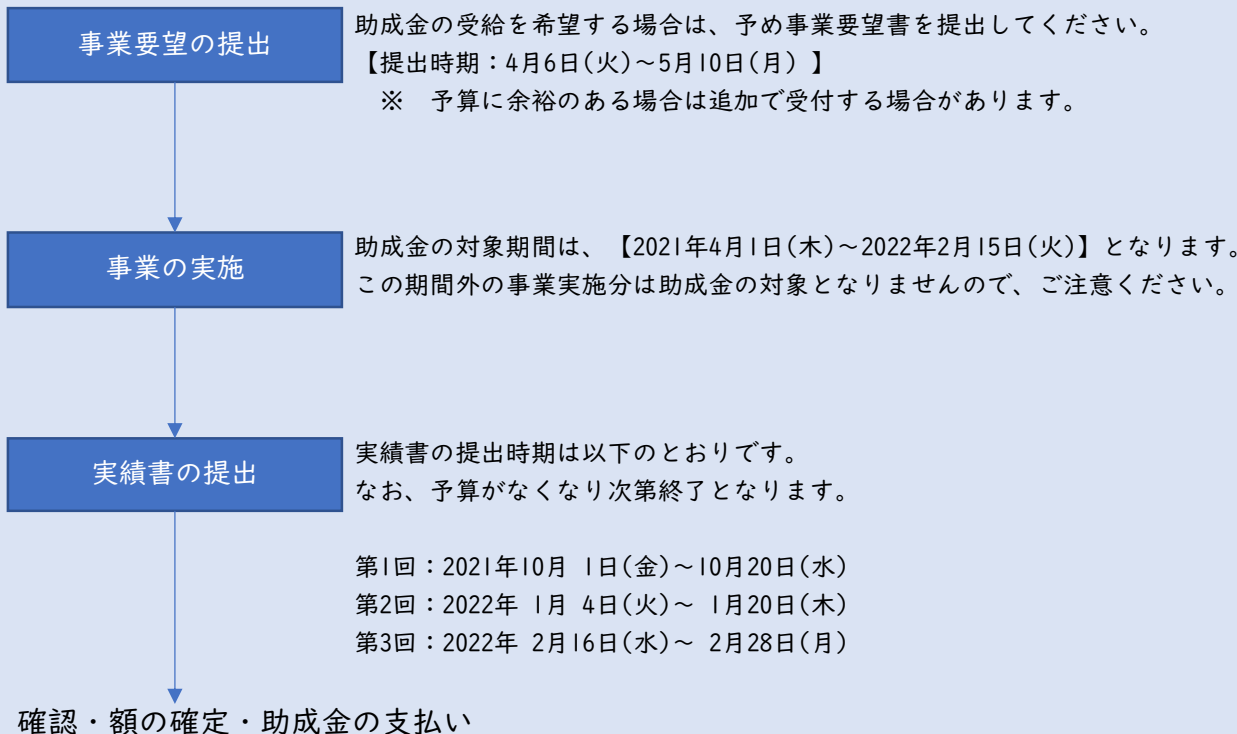 事業要望の提出
助成金の受給を希望する場合は、予め事業要望書を提出してください。
【提出時期：4月6日(火)～5月10日(月) 】
※　予算に余裕のある場合は追加で受付する場合があります。
事業の実施
助成金の対象期間は、【2021年4月1日(木)～2022年2月15日(火)】となります。
この期間外の事業実施分は助成金の対象となりませんので、ご注意ください。
実績書の提出
実績書の提出時期は以下のとおりです。
なお、予算がなくなり次第終了となります。
第1回：2021年10月 1日(金)～10月20日(水)
第2回：2022年 1月 4日(火)～ 1月20日(木)
第3回：2022年 2月16日(水)～ 2月28日(月)
確認・額の確定・助成金の支払い